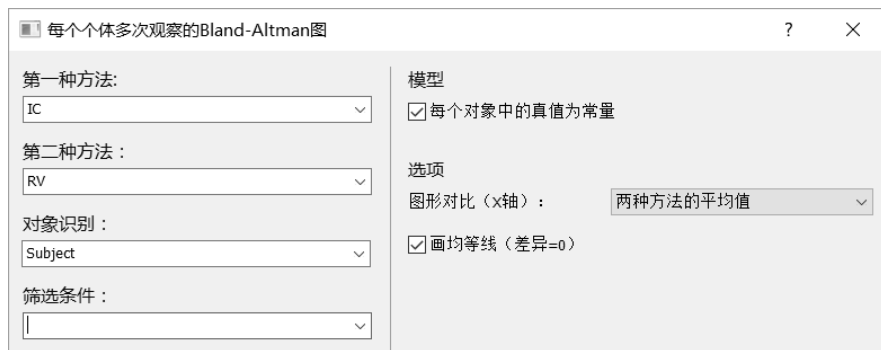 每个个体多次观察的Bland-Altman图
?
第一种方法:
IC
第二种方法：
RV
对象识别：
Subject
筛选条件：
模型
每个对象中的真值为常量
选项
图形对比（x轴）： 两种方法的平均值
画均等线（差异=0）